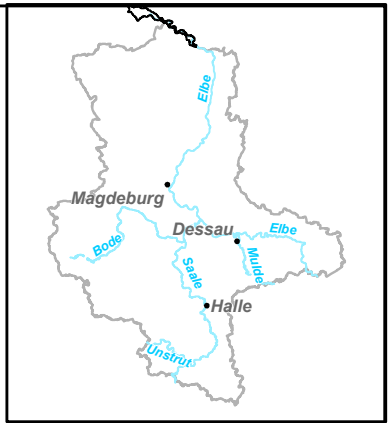 Elbe
Magdeburg
Dessau
Elbe
Bode
Mulde
Saale
Halle
Unstrut